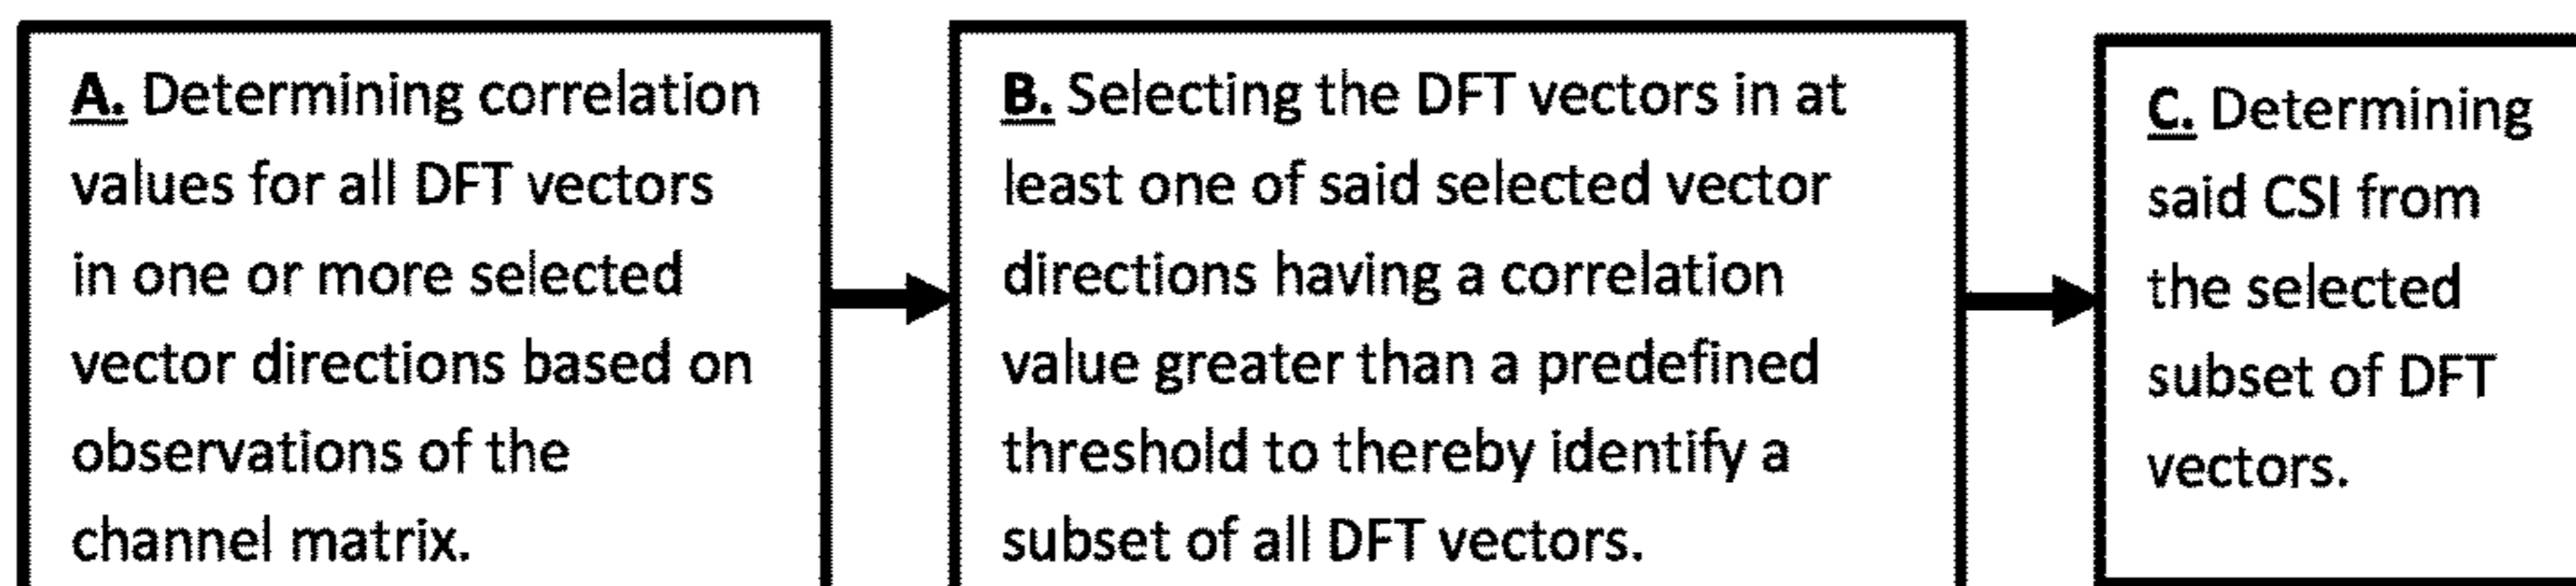 A. Determining correlation
values for all DFT vectors
in one or more selected
vector directions based on
observations of the
channel matrix.
B. Selecting the DFT vectors in at
least one of said selected vector
directions having a correlation
value greater than a predefined
threshold to thereby identify a
subset of all DFT vectors.
C. Determining
said CSI from
the selected
subset of DFT
vectors.